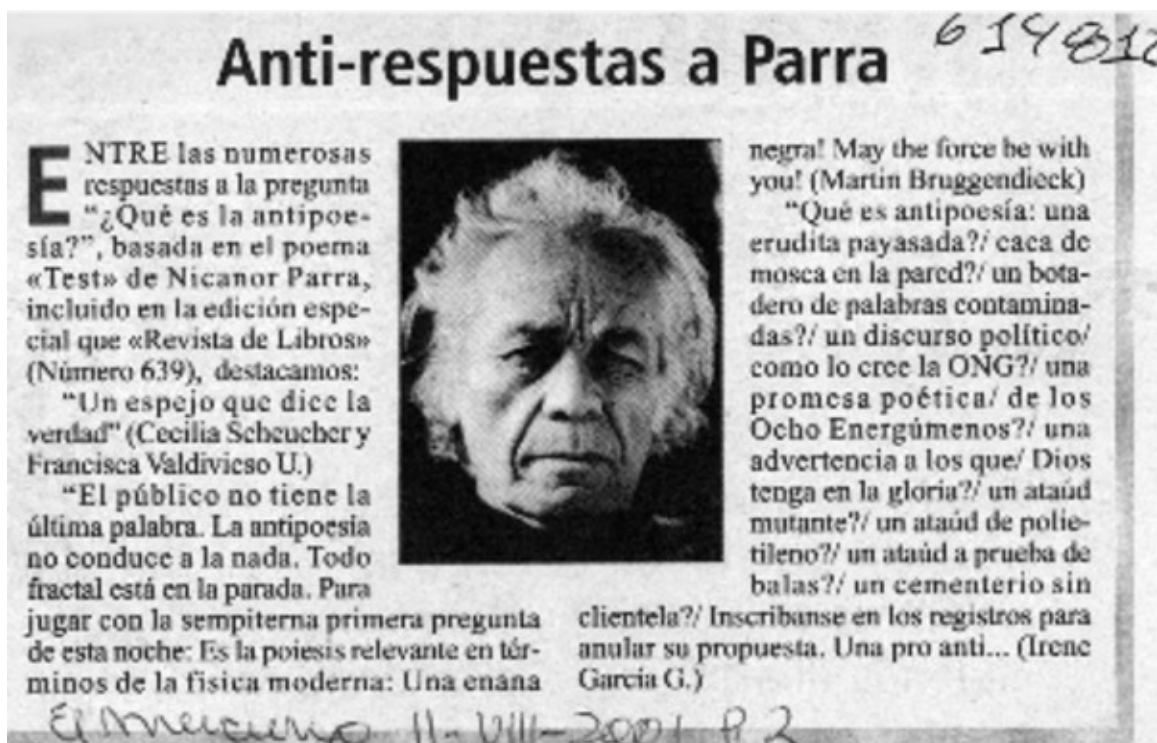 6148312
Anti-respuestas a Parra
ENTRE las numerosas
respuestas a la pregunta
“¿Qué es la antipoe-
sía?”, basada en el poema
«Test» de Nicanor Parra,
incluido en la edición espe-
cial que «Revista de Libros»
(Número 639), destacamos:
“Un espejo que dice la
verdad” (Cecilia Scheucher y
Francisca Valdivieso U.)
“El público no tiene la
última palabra. La antipoesía
no conduce a la nada. Todo
fractal está en la parada. Para
jugar con la sempiterna primera pregunta
de esta noche: Es la poiesis relevante en tér-
minos de la física moderna: Una enana
negra! May the force be with
you! (Martin Bruggendieck)
“Qué es antipoesía: una
erudita payasada?/ caca de
mosca en la pared?/ un bota-
dero de palabras contamina-
das?/ un discurso político/
como lo cree la ONG?/ una
promesa poética/ de los
Ocho Energúmenos?/ una
advertencia a los que/ Dios
tenga en la gloria?/ un ataúd
mutante?/ un ataúd de polie-
tileno?/ un ataúd a prueba de
balas?/ un cementerio sin
clientela?/ Inscríbanse en los registros para
anular su propuesta. Una pro anti... (Irene
García G.)
El Mercurio 11-VIII-2001 P. 2